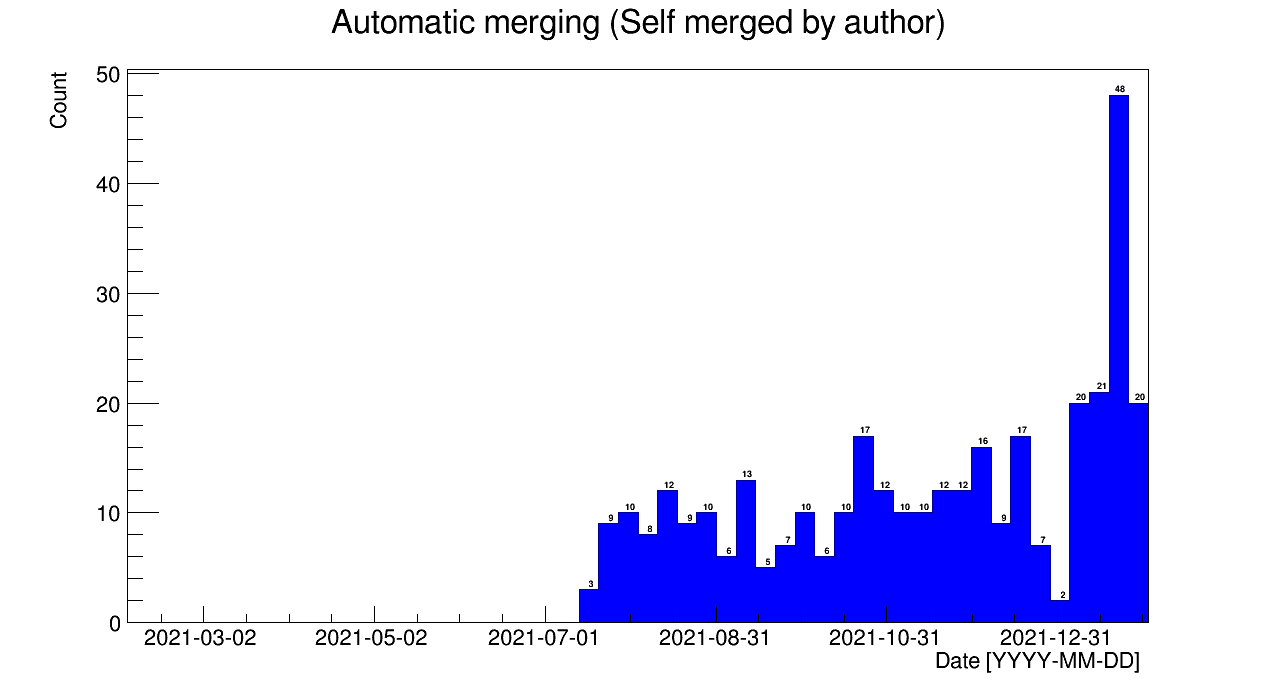 Automatic merging (Self merged by author)
Count
50
40
30
20
10
0
3 9 10 8 12 9 10 6 13 5 7 10 6 10 17 12 10 10 12 12 16 9 17 7 2 20 21 48 20
2021-03-02 2021-05-02 2021-07-01 2021-08-31 2021-10-31 2021-12-31
Date [YYYY-MM-DD]